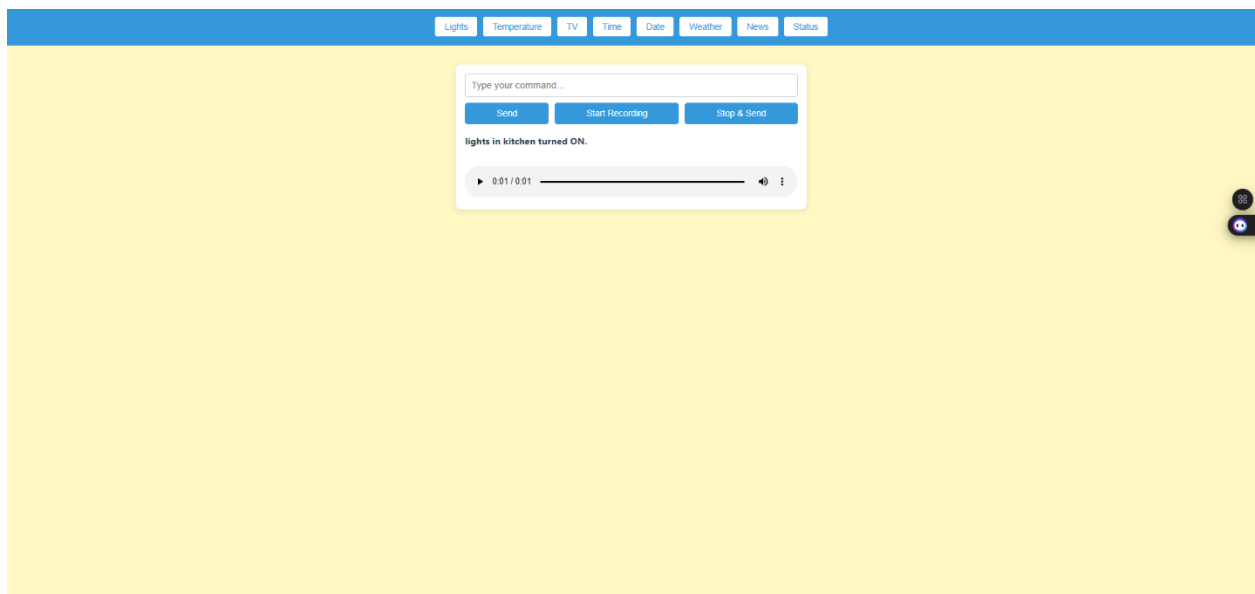 Lights Temperature TV Time Date Weather News Status
Type your command...
Send Start Recording Stop & Send
lights in kitchen turned ON.
0:01 / 0:01